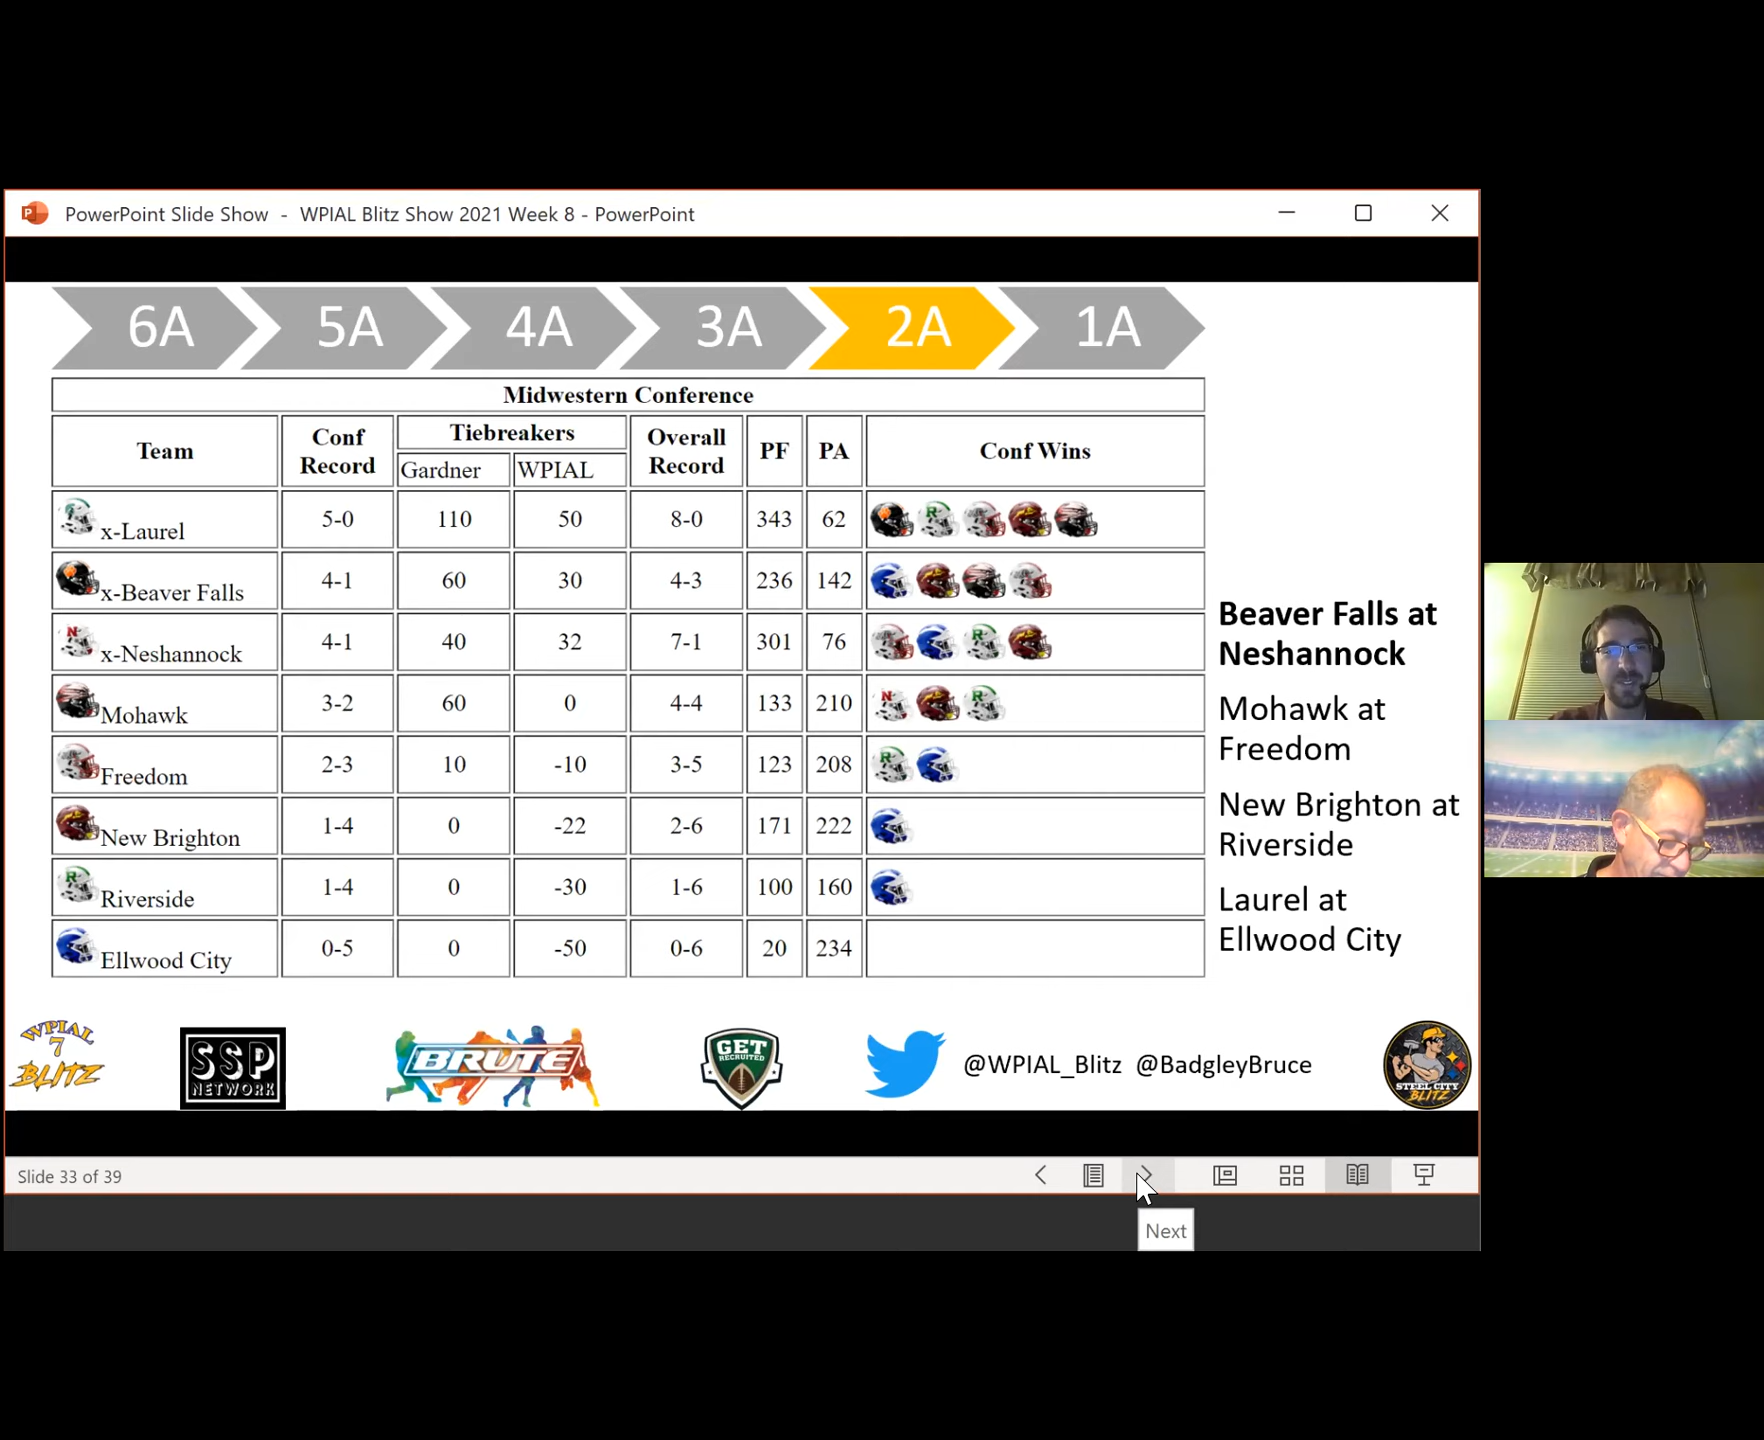 PowerPoint Slide Show - WPIAL Blitz Show 2021 Week 8 - PowerPoint
6A 5A 4A 3A 2A 1A
Midwestern Conference
Team Conf Record Tiebreakers Overall Record PF PA Conf Wins
Gardner WPIAL
x-Laurel 5-0 110 50 8-0 343 62
x-Beaver Falls 4-1 60 30 4-3 236 142
x-Neshannock 4-1 40 32 7-1 301 76
Mohawk 3-2 60 0 4-4 133 210
Freedom 2-3 10 -10 3-5 123 208
New Brighton 1-4 0 -22 2-6 171 222
Riverside 1-4 0 -30 1-6 100 160
Ellwood City 0-5 0 -50 0-6 20 234
Beaver Falls at
Neshannock
Mohawk at
Freedom
New Brighton at
Riverside
Laurel at
Ellwood City
WPIAL
7
BLITZ
SSP
NETWORK
BRUTE
GET
RECRUITED
@WPIAL_Blitz @BadgleyBruce
STEEL CITY
BLITZ
Slide 33 of 39
Next